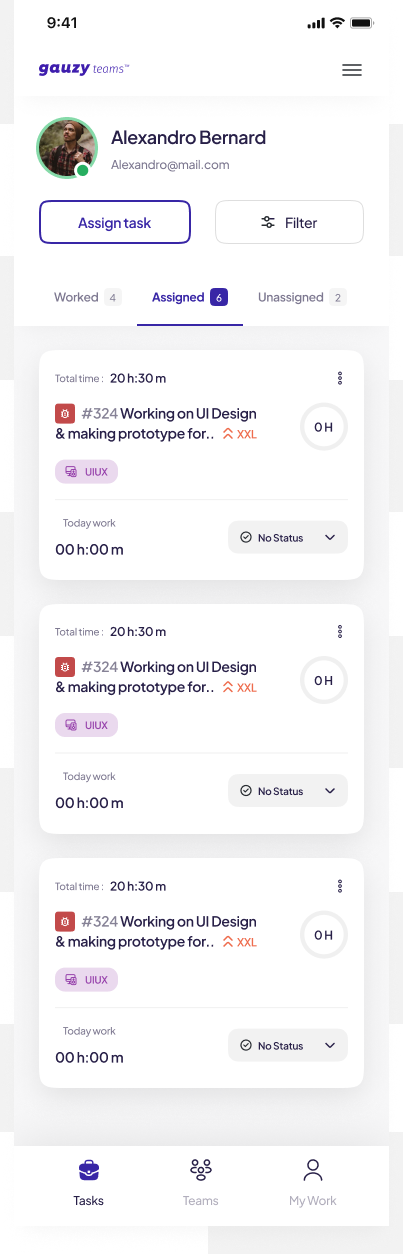 9:41
gauzy teams™
Alexandro Bernard
Alexandro@mail.com
Assign task
Filter
Worked 4
Assigned 6
Unassigned 2
Total time : 20 h:30 m
#324 Working on UI Design
& making prototype for.. XXL
0 H
UIUX
Today work
00 h:00 m
No Status
Total time : 20 h:30 m
#324 Working on UI Design
& making prototype for.. XXL
0 H
UIUX
Today work
00 h:00 m
No Status
Total time : 20 h:30 m
#324 Working on UI Design
& making prototype for.. XXL
0 H
UIUX
Today work
00 h:00 m
No Status
Tasks
Teams
My Work